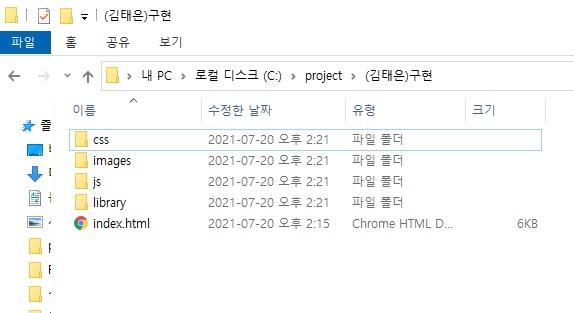 (김태은)구현
파일 홈 공유 보기
내 PC > 로컬 디스크 (C:) > project > (김태은)구현
이름 수정한 날짜 유형 크기
css 2021-07-20 오후 2:21 파일 폴더
images 2021-07-20 오후 2:21 파일 폴더
js 2021-07-20 오후 2:21 파일 폴더
library 2021-07-20 오후 2:21 파일 폴더
index.html 2021-07-20 오후 2:15 Chrome HTML D... 6KB